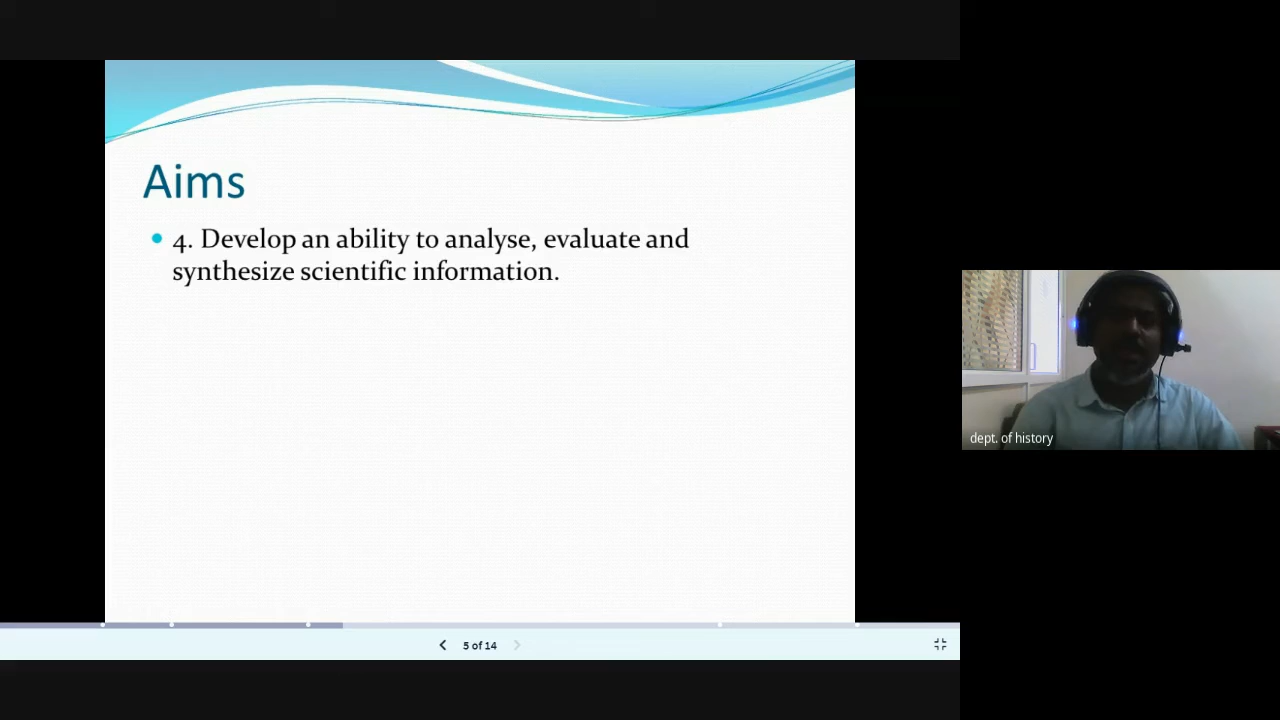 Aims
4. Develop an ability to analyse, evaluate and
synthesize scientific information.
dept. of history
5 of 14